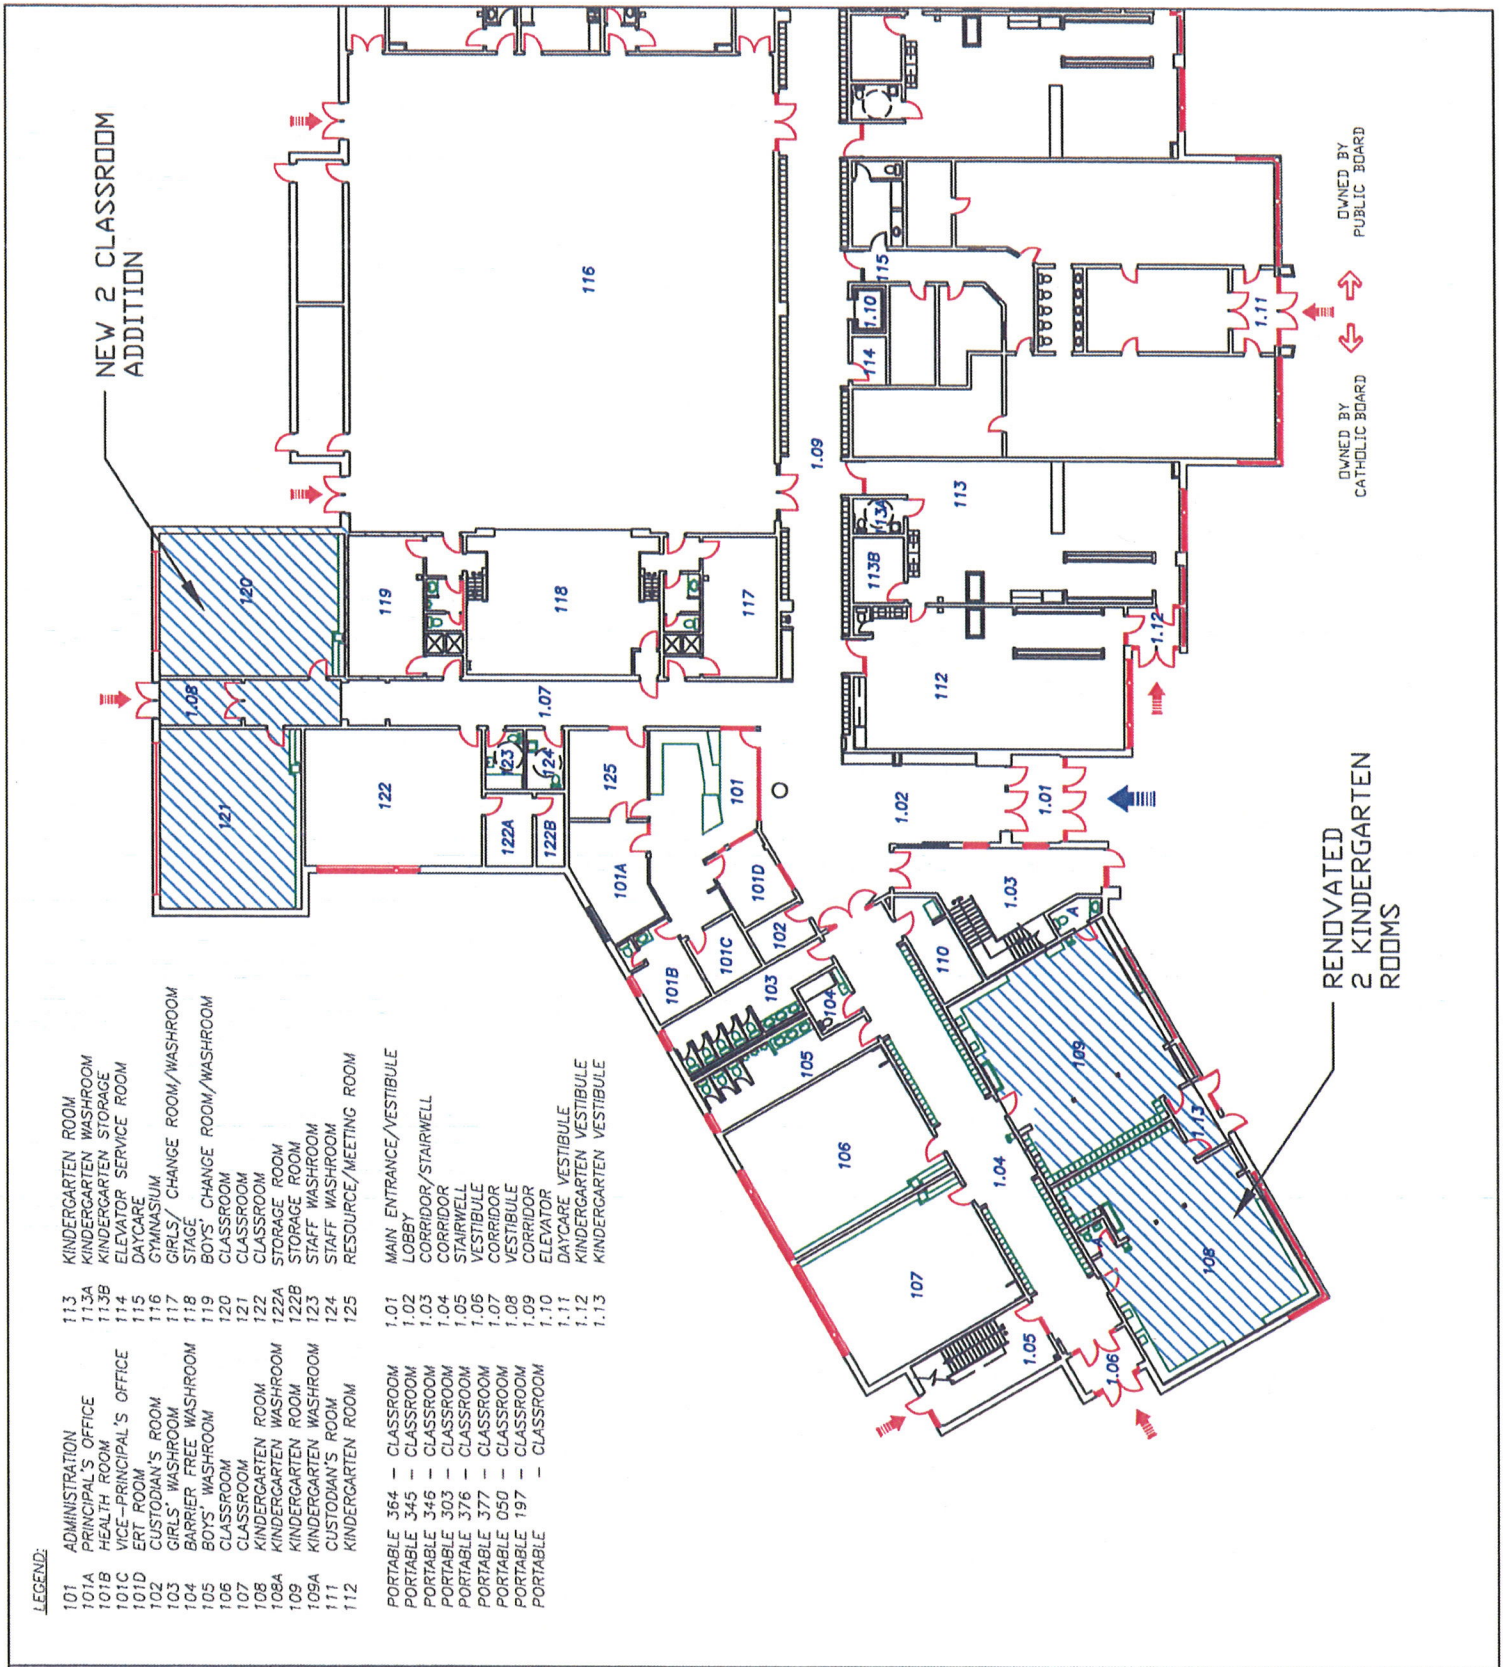 NEW 2 CLASSROOM
ADDITION
RENOVATED
2 KINDERGARTEN
ROOMS
OWNED BY
CATHOLIC BOARD
OWNED BY
PUBLIC BOARD
LEGEND:
101 ADMINISTRATION
101A PRINCIPAL'S OFFICE
101B HEALTH ROOM
101C VICE-PRINCIPAL'S OFFICE
101D ERT ROOM
102 CUSTODIAN'S ROOM
103 GIRLS' WASHROOM
104 BARRIER FREE WASHROOM
105 BOYS' WASHROOM
106 CLASSROOM
107 CLASSROOM
108 KINDERGARTEN ROOM
108A KINDERGARTEN WASHROOM
109 KINDERGARTEN ROOM
109A KINDERGARTEN WASHROOM
111 CUSTODIAN'S ROOM
112 KINDERGARTEN ROOM
113 KINDERGARTEN ROOM
113A KINDERGARTEN WASHROOM
113B KINDERGARTEN STORAGE
114 ELEVATOR SERVICE ROOM
115 DAYCARE
116 GYMNASIUM
117 GIRLS/ CHANGE ROOM/WASHROOM
118 STAGE
119 BOYS' CHANGE ROOM/WASHROOM
120 CLASSROOM
121 CLASSROOM
122 CLASSROOM
122A STORAGE ROOM
122B STORAGE ROOM
123 STAFF WASHROOM
124 STAFF WASHROOM
125 RESOURCE/MEETING ROOM
PORTABLE 364 - CLASSROOM
PORTABLE 345 - CLASSROOM
PORTABLE 346 - CLASSROOM
PORTABLE 303 - CLASSROOM
PORTABLE 376 - CLASSROOM
PORTABLE 377 - CLASSROOM
PORTABLE 050 - CLASSROOM
PORTABLE 197 - CLASSROOM
PORTABLE - CLASSROOM
1.01 MAIN ENTRANCE/VESTIBULE
1.02 LOBBY
1.03 CORRIDOR/STAIRWELL
1.04 CORRIDOR
1.05 STAIRWELL
1.06 VESTIBULE
1.07 CORRIDOR
1.08 VESTIBULE
1.09 CORRIDOR
1.10 ELEVATOR
1.11 DAYCARE VESTIBULE
1.12 KINDERGARTEN VESTIBULE
1.13 KINDERGARTEN VESTIBULE
121
1.08
120
122
123
124
122A
122B
125
1.07
119
118
117
116
101A
101
101B
101C
101D
102
103
104
105
106
107
1.05
1.06
1.04
108
A
109
1.13
A
110
1.03
1.02
1.01
112
1.12
113B
113A
113
1.09
114
1.10
115
1.11